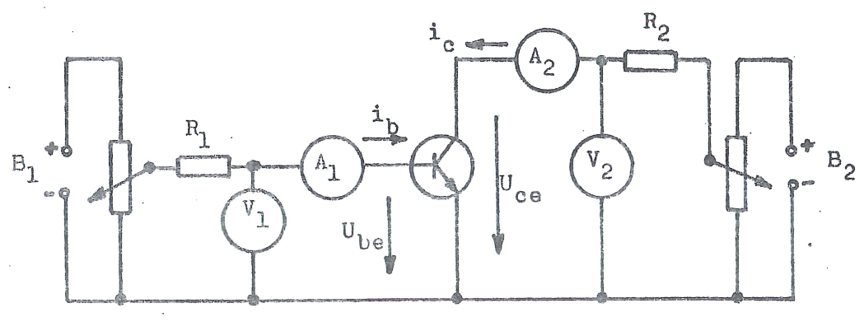 i_c
A_2
R_2
R_1
i_b
+
B_1
-
A_1
V_1
U_be
U_ce
V_2
+
B_2
-